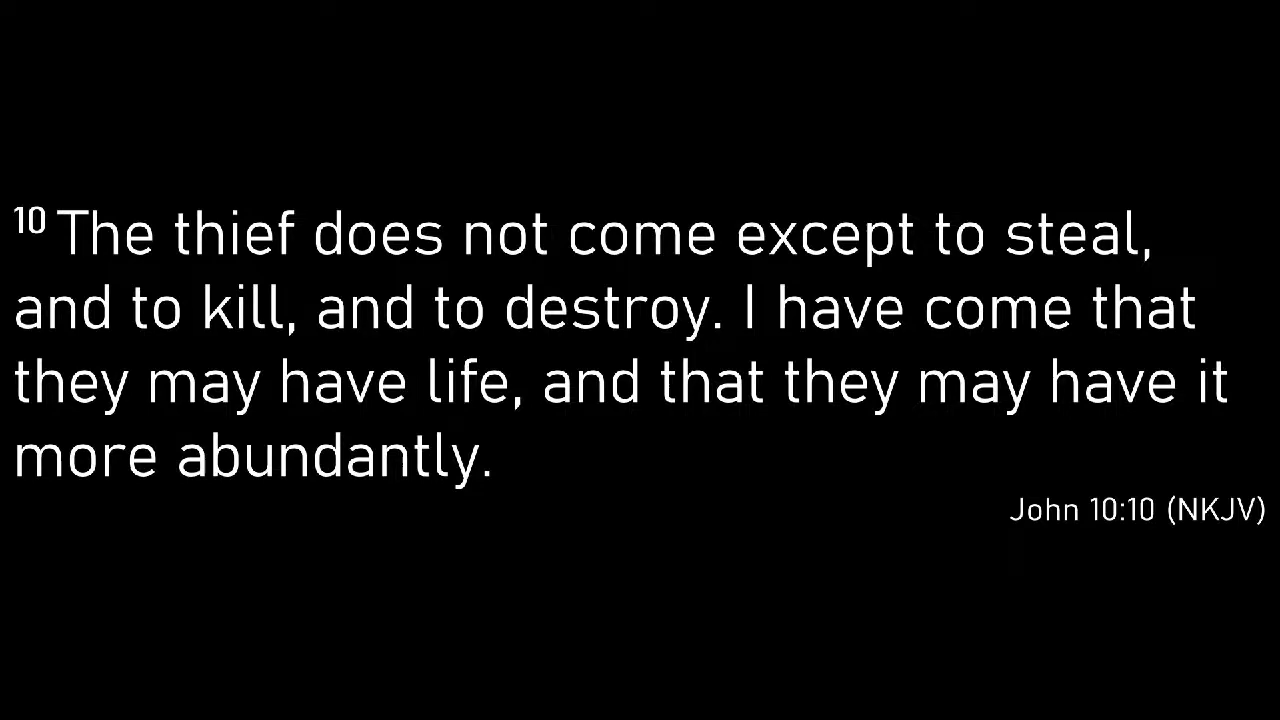 10 The thief does not come except to steal,
and to kill, and to destroy. I have come that
they may have life, and that they may have it
more abundantly.
John 10:10 (NKJV)